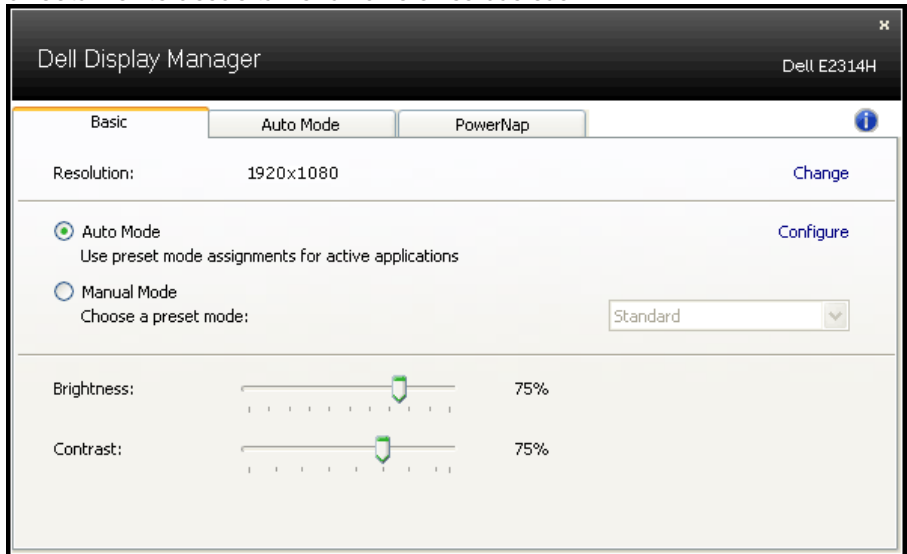 x
Dell Display Manager
Dell E2314H
Basic
Auto Mode
PowerNap
i
Resolution: 1920x1080 Change
Auto Mode Configure
Use preset mode assignments for active applications
Manual Mode
Choose a preset mode: Standard
Brightness: 75%
Contrast: 75%